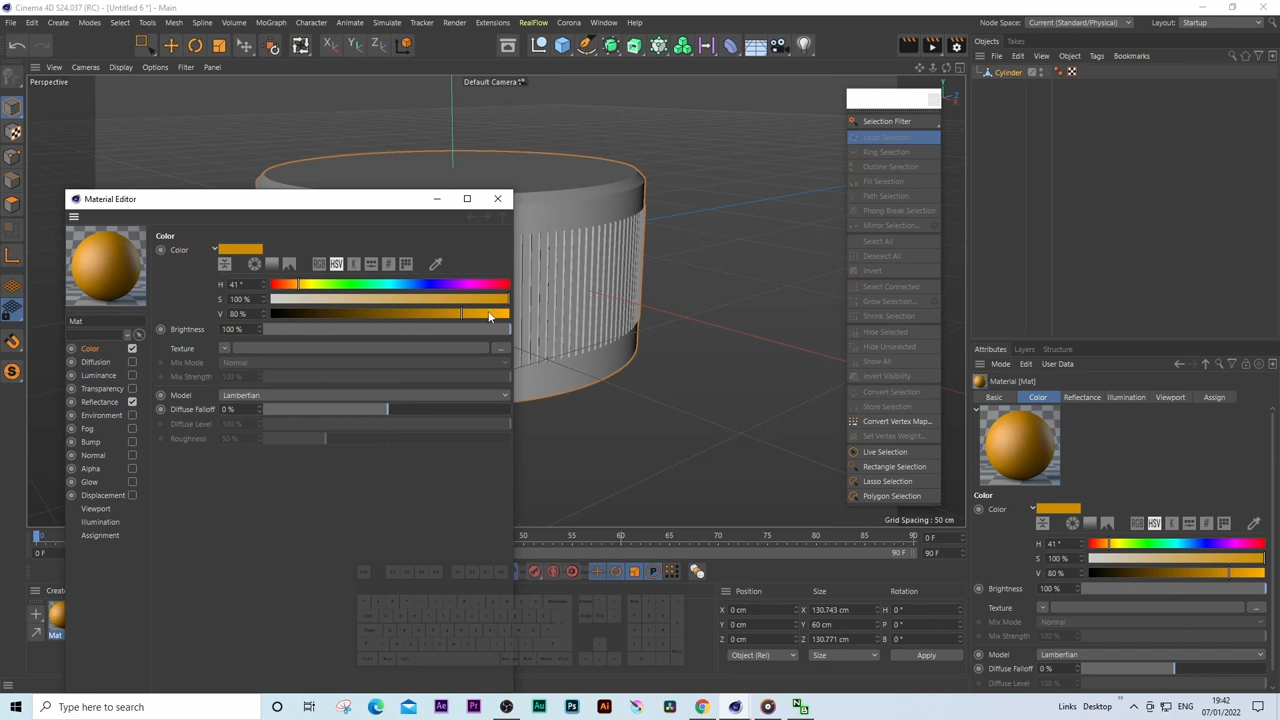 Cinema 4D S24.037 (RC) - [Untitled 6 *] - Main
File Edit Create Modes Select Tools Mesh Spline Volume MoGraph Character Animate Simulate Tracker Render Extensions RealFlow Corona Window Help
Node Space: Current (Standard/Physical) Layout: Startup
Objects Takes
View Cameras Display Options Filter Panel
File Edit View Object Tags Bookmarks
Perspective
Default Camera
Cylinder
Y
Z
X
Selection Filter
Loop Selection
Ring Selection
Outline Selection
Fill Selection
Path Selection
Phong Break Selection
Mirror Selection...
Select All
Deselect All
Invert
Select Connected
Grow Selection...
Shrink Selection
Hide Selected
Hide Unselected
Show All
Invert Visibility
Convert Selection
Store Selection
Convert Vertex Map...
Set Vertex Weight...
Live Selection
Rectangle Selection
Lasso Selection
Polygon Selection
Grid Spacing : 50 cm
Material Editor
Color
Color
RGB HSV K #
H 41 °
S 100 %
V 80 %
Brightness 100 %
Texture
Mix Mode Normal
Mix Strength 100 %
Model Lambertian
Diffuse Falloff 0 %
Diffuse Level 100 %
Roughness 50 %
Mat
Color
Diffusion
Luminance
Transparency
Reflectance
Environment
Fog
Bump
Normal
Alpha
Glow
Displacement
Viewport
Illumination
Assignment
Attributes Layers Structure
Mode Edit User Data
Material [Mat]
Basic Color Reflectance Illumination Viewport Assign
Color
Color
RGB HSV K #
H 41 °
S 100 %
V 80 %
Brightness 100 %
Texture
Mix Mode Normal
Mix Strength 100 %
Model Lambertian
Diffuse Falloff 0 %
Diffuse Level 100 %
0 50 55 60 65 70 75 80 85 90 0 F
0 F 90 F 90 F
Create
Mat
Position Size Rotation
X 0 cm X 130.743 cm H 0 °
Y 0 cm Y 60 cm P 0 °
Z 0 cm Z 130.771 cm B 0 °
Object (Rel) Size Apply
Type here to search
Links Desktop
19:42
07/01/2022